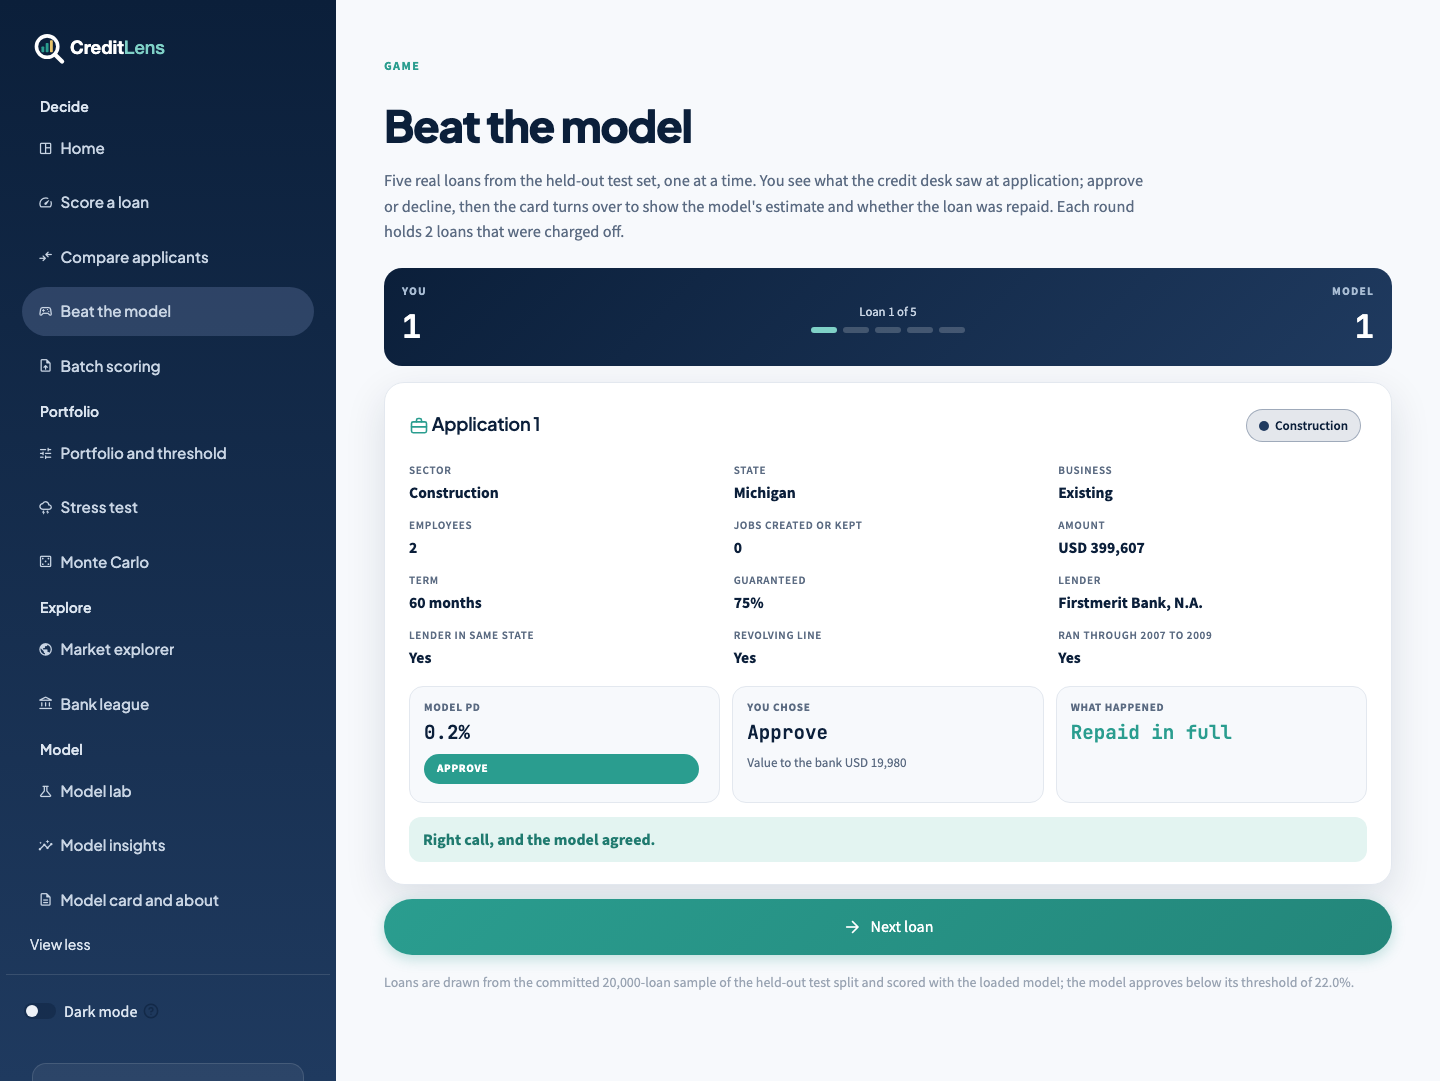 CreditLens
Decide
Home
Score a loan
Compare applicants
Beat the model
Batch scoring
Portfolio
Portfolio and threshold
Stress test
Monte Carlo
Explore
Market explorer
Bank league
Model
Model lab
Model insights
Model card and about
View less
Dark mode
GAME
Beat the model
Five real loans from the held-out test set, one at a time. You see what the credit desk saw at application; approve
or decline, then the card turns over to show the model's estimate and whether the loan was repaid. Each round
holds 2 loans that were charged off.
YOU
1
Loan 1 of 5
MODEL
1
Application 1
Construction
SECTOR
Construction
STATE
Michigan
BUSINESS
Existing
EMPLOYEES
2
JOBS CREATED OR KEPT
0
AMOUNT
USD 399,607
TERM
60 months
GUARANTEED
75%
LENDER
Firstmerit Bank, N.A.
LENDER IN SAME STATE
Yes
REVOLVING LINE
Yes
RAN THROUGH 2007 TO 2009
Yes
MODEL PD
0.2%
APPROVE
YOU CHOSE
Approve
Value to the bank USD 19,980
WHAT HAPPENED
Repaid in full
Right call, and the model agreed.
Next loan
Loans are drawn from the committed 20,000-loan sample of the held-out test split and scored with the loaded model; the model approves below its threshold of 22.0%.